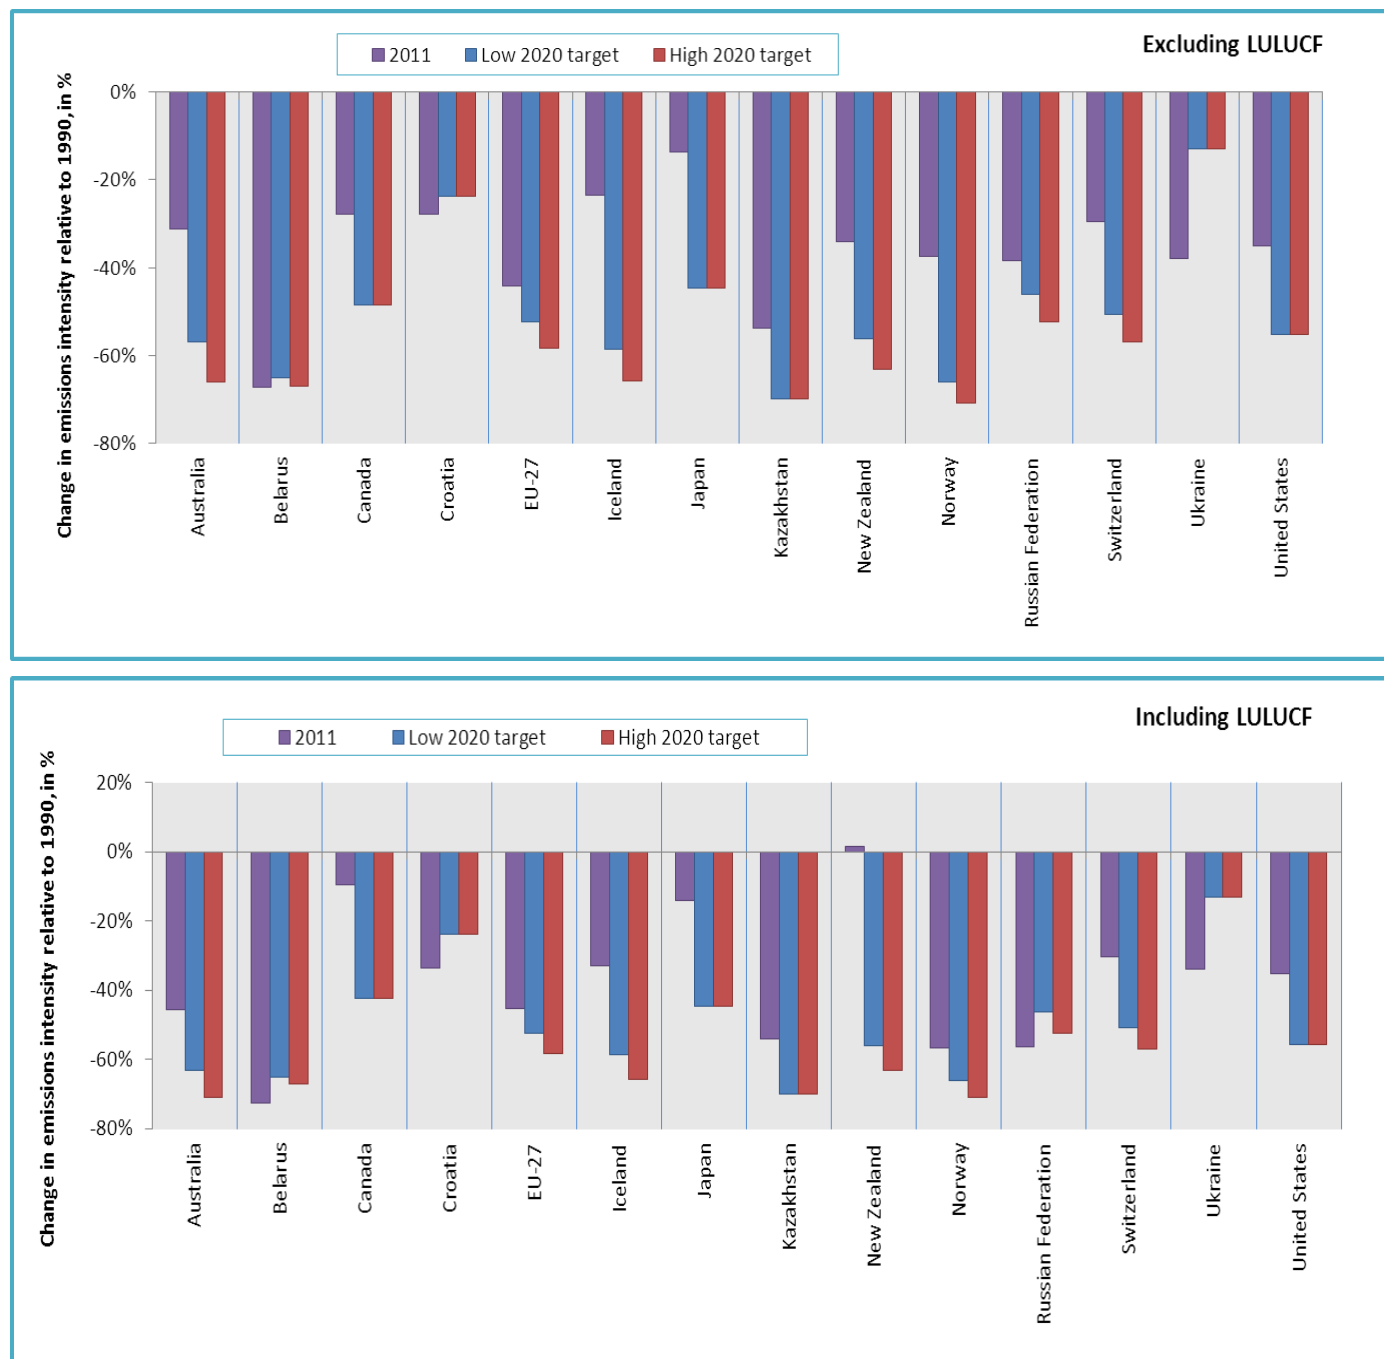 Excluding LULUCF
2011 Low 2020 target High 2020 target
Change in emissions intensity relative to 1990, in %
0%
-20%
-40%
-60%
-80%
Australia
Belarus
Canada
Croatia
EU-27
Iceland
Japan
Kazakhstan
New Zealand
Norway
Russian Federation
Switzerland
Ukraine
United States
Including LULUCF
2011 Low 2020 target High 2020 target
Change in emissions intensity relative to 1990, in %
20%
0%
-20%
-40%
-60%
-80%
Australia
Belarus
Canada
Croatia
EU-27
Iceland
Japan
Kazakhstan
New Zealand
Norway
Russian Federation
Switzerland
Ukraine
United States